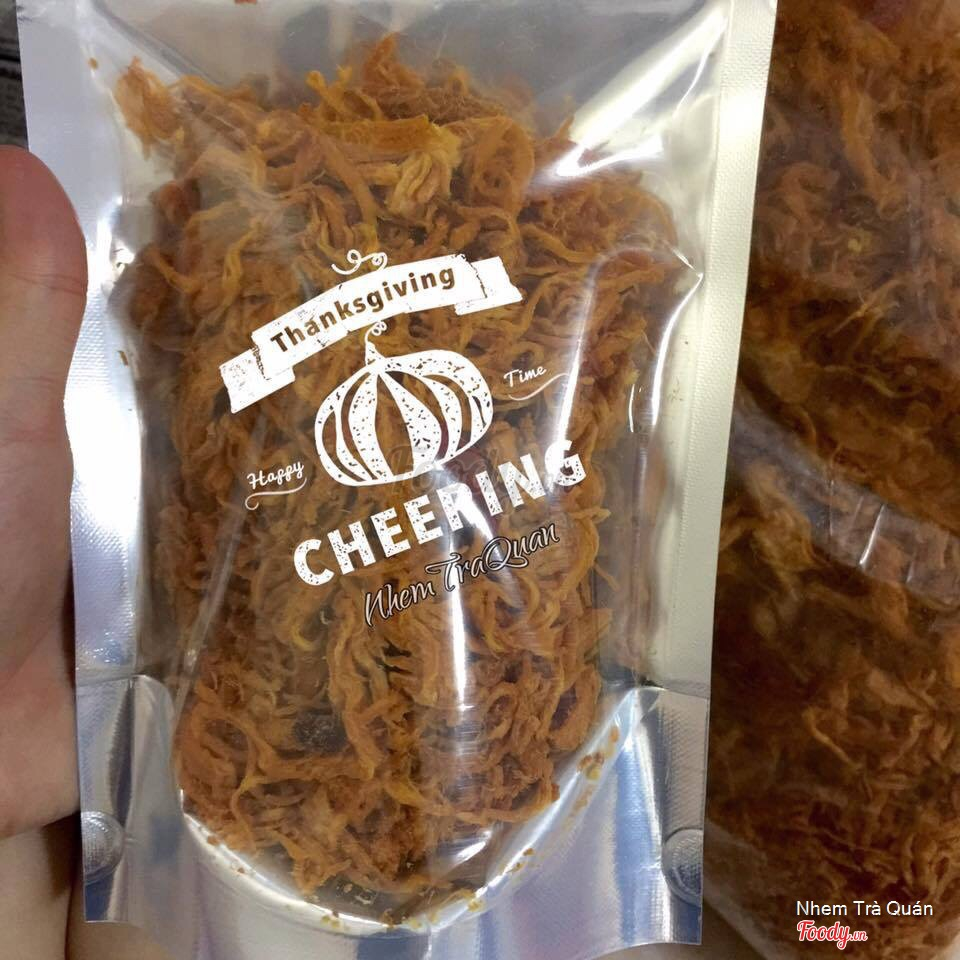 Thanksgiving
Time
Happy
CHEERING
Nhem TraQuan
Nhem Trà Quán
Foody.vn